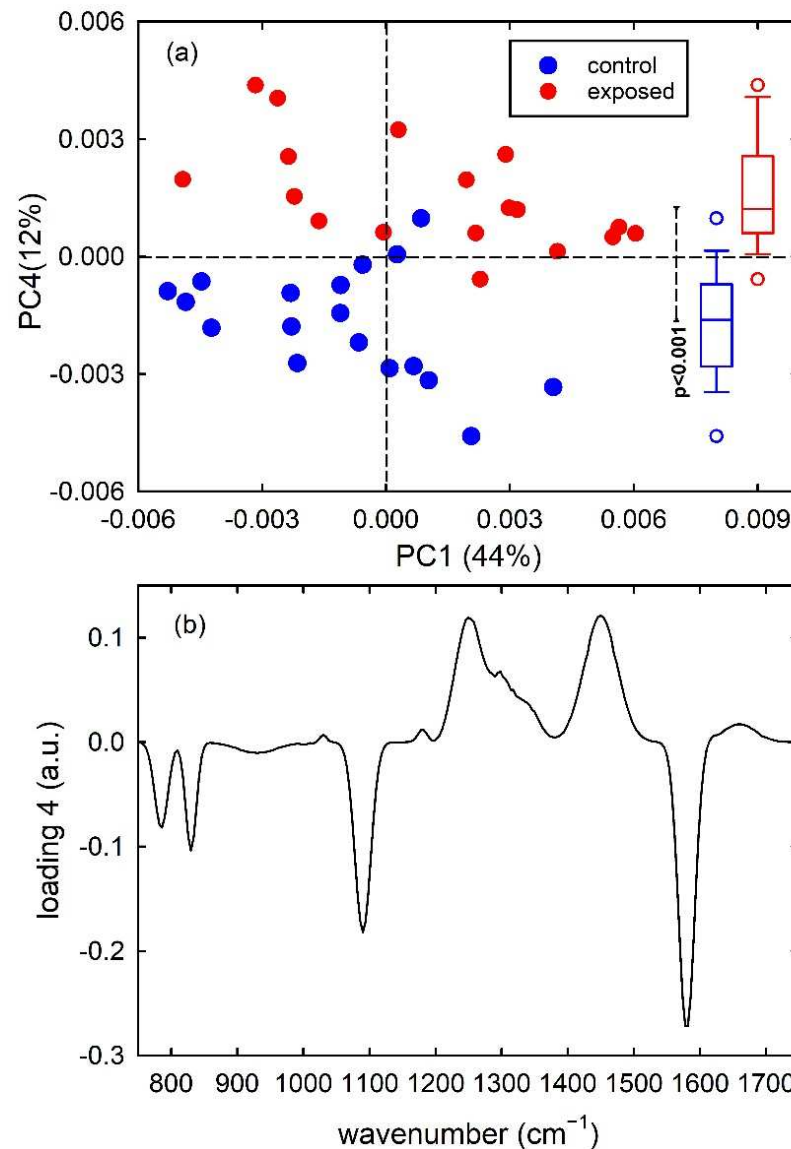 0.006
(a)
control
exposed
0.003
PC4(12%)
0.000
p<0.001
-0.003
-0.006
-0.006 -0.003 0.000 0.003 0.006 0.009
PC1 (44%)
(b)
0.1
0.0
loading 4 (a.u.)
-0.1
-0.2
-0.3
800 900 1000 1100 1200 1300 1400 1500 1600 1700
wavenumber (cm⁻¹)